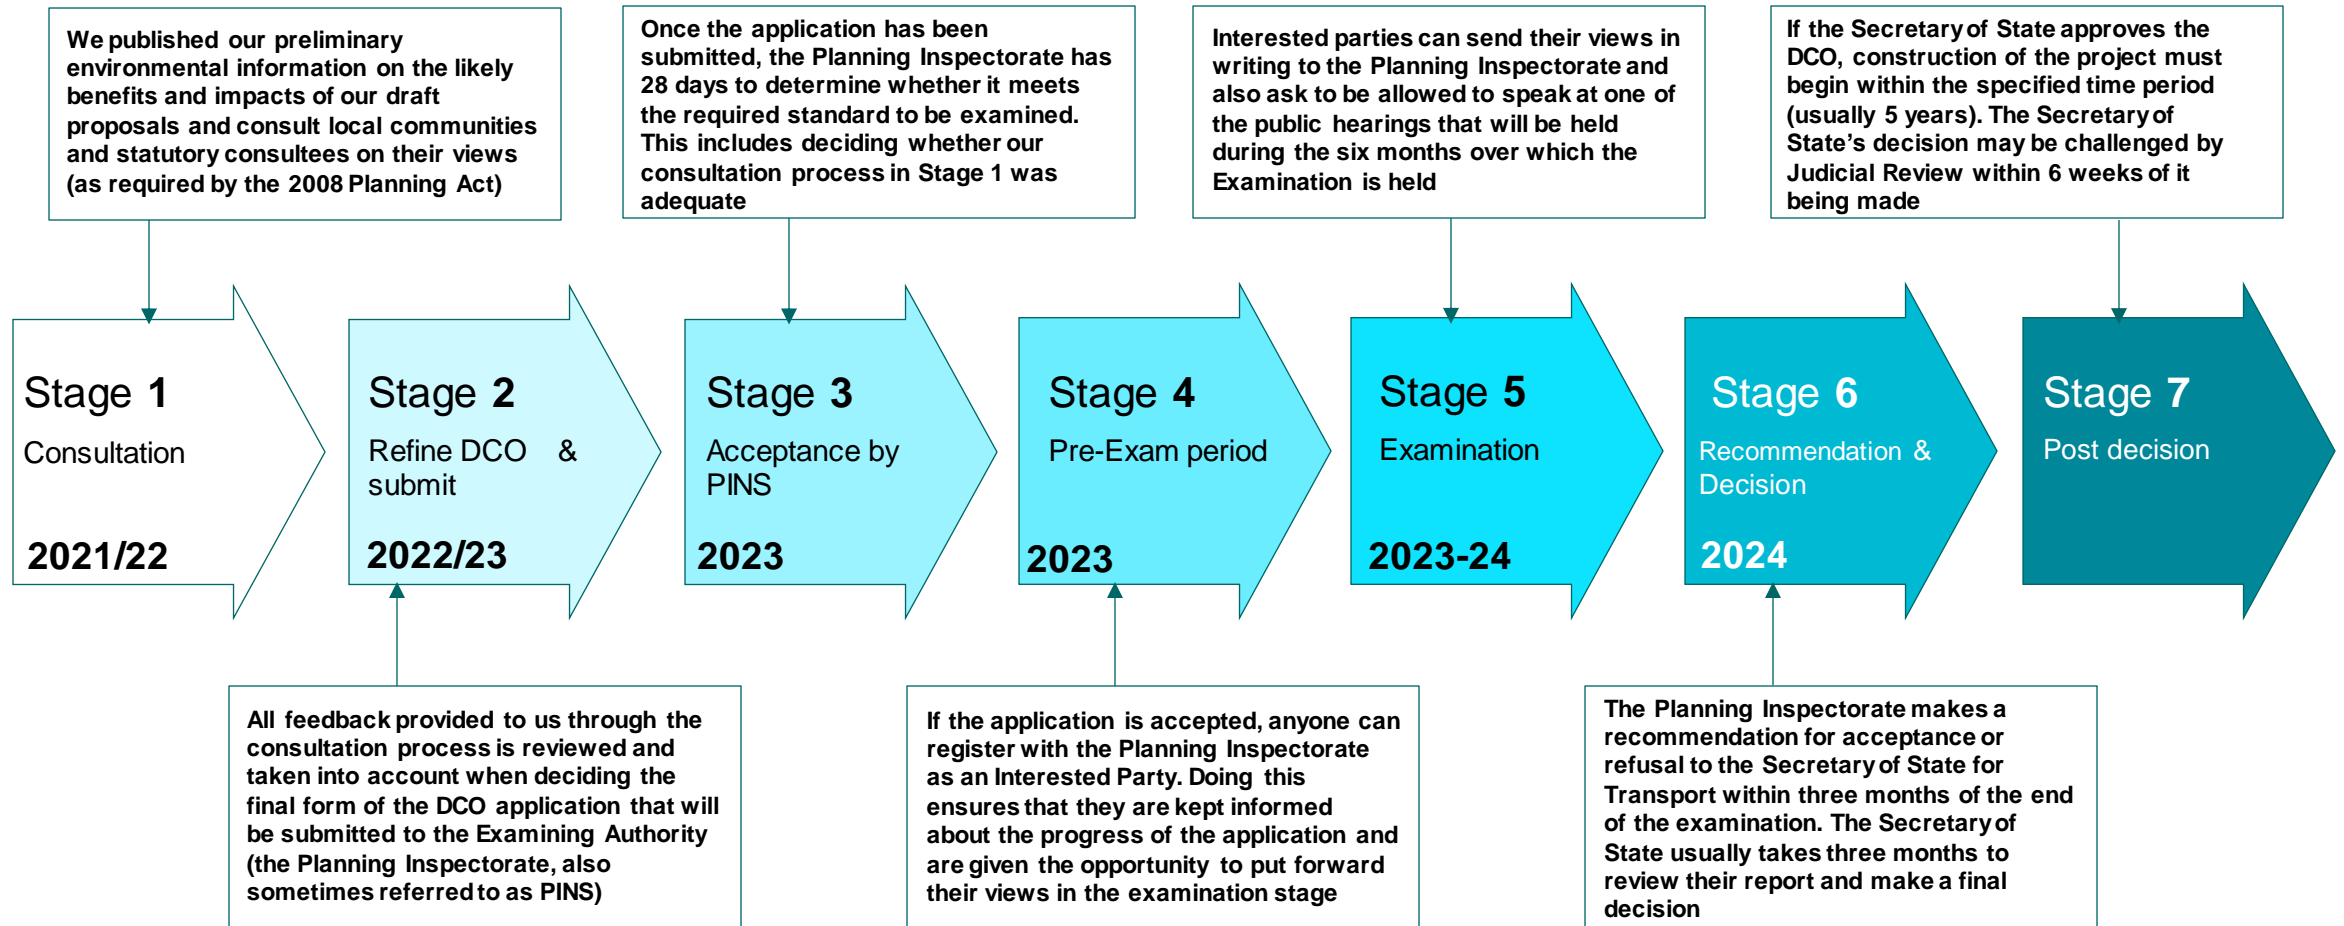 We published our preliminary
environmental information on the likely
benefits and impacts of our draft
proposals and consult local communities
and statutory consultees on their views
(as required by the 2008 Planning Act)
Once the application has been
submitted, the Planning Inspectorate has
28 days to determine whether it meets
the required standard to be examined.
This includes deciding whether our
consultation process in Stage 1 was
adequate
Interested parties can send their views in
writing to the Planning Inspectorate and
also ask to be allowed to speak at one of
the public hearings that will be held
during the six months over which the
Examination is held
If the Secretary of State approves the
DCO, construction of the project must
begin within the specified time period
(usually 5 years). The Secretary of
State's decision may be challenged by
Judicial Review within 6 weeks of it
being made
Stage 1
Consultation
2021/22
Stage 2
Refine DCO &
submit
2022/23
Stage 3
Acceptance by
PINS
2023
Stage 4
Pre-Exam period
2023
Stage 5
Examination
2023-24
Stage 6
Recommendation &
Decision
2024
Stage 7
Post decision
All feedback provided to us through the
consultation process is reviewed and
taken into account when deciding the
final form of the DCO application that will
be submitted to the Examining Authority
(the Planning Inspectorate, also
sometimes referred to as PINS)
If the application is accepted, anyone can
register with the Planning Inspectorate
as an Interested Party. Doing this
ensures that they are kept informed
about the progress of the application and
are given the opportunity to put forward
their views in the examination stage
The Planning Inspectorate makes a
recommendation for acceptance or
refusal to the Secretary of State for
Transport within three months of the end
of the examination. The Secretary of
State usually takes three months to
review their report and make a final
decision